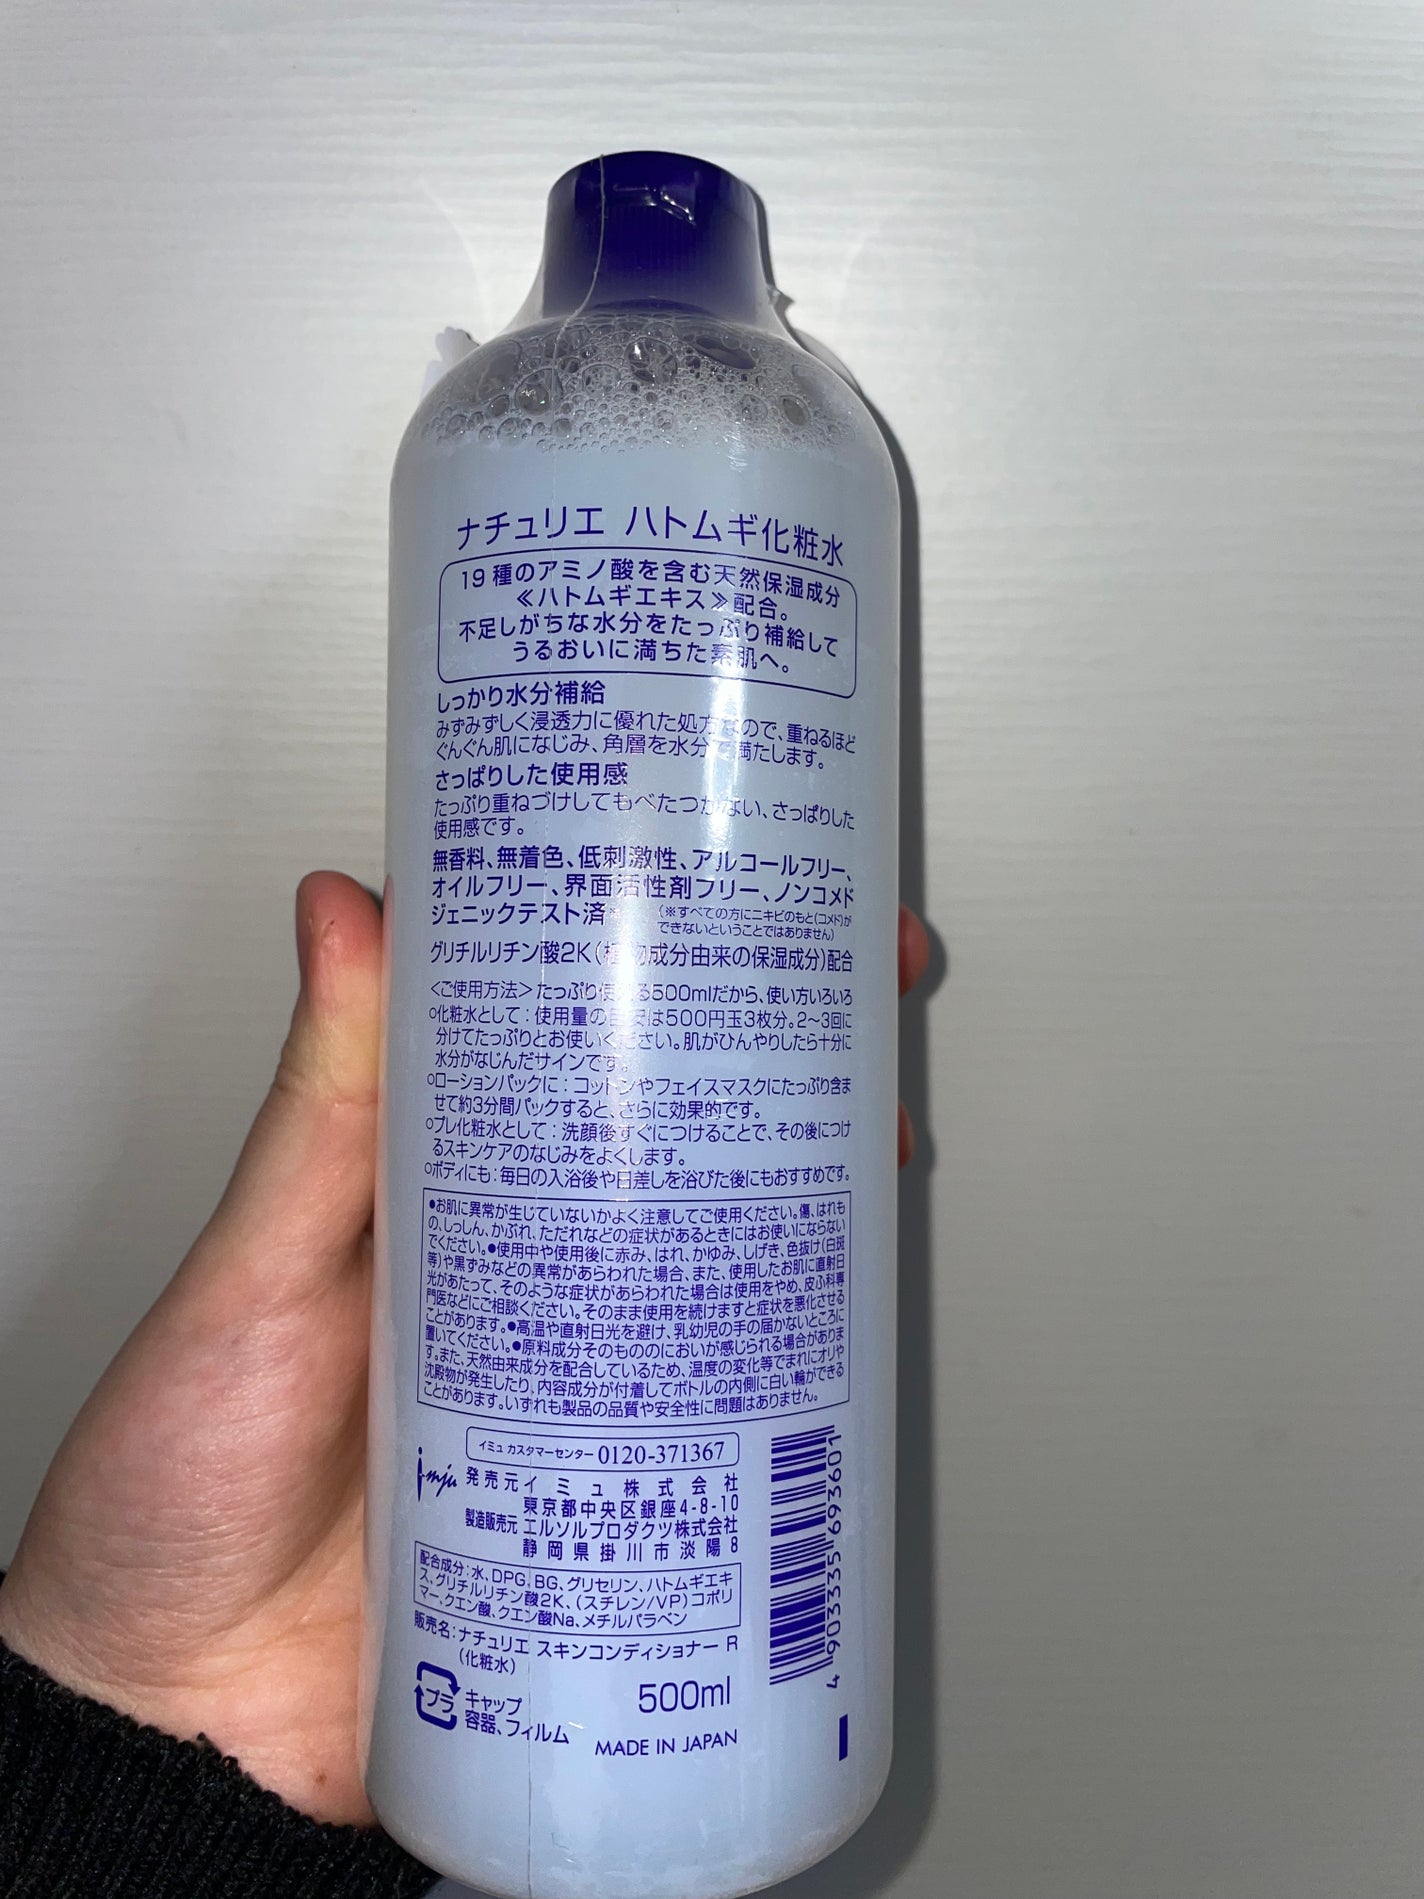 ナチュリエ ハトムギ化粧水
19種のアミノ酸を含む天然保湿成分
≪ハトムギエキス≫配合。
不足しがちな水分をたっぷり補給して
うるおいに満ちた素肌へ。
しっかり水分補給
みずみずしく浸透力に優れた処方なので、重ねるほど
ぐんぐん肌になじみ、角層を水分で満たします。
さっぱりした使用感
たっぷり重ねづけしてもべたつかない、さっぱりした
使用感です。
無香料、無着色、低刺激性、アルコールフリー、
オイルフリー、界面活性剤フリー、ノンコメド
ジェニックテスト済※
(※すべての方にニキビのもと(コメド)が
できないということではありません)
グリチルリチン酸2K(植物成分由来の保湿成分)配合
<ご使用方法>たっぷり使える500mlだから、使い方いろいろ
○化粧水として:使用量の目安は500円玉3枚分。2~3回に
分けてたっぷりとお使いください。肌がひんやりしたら十分に
水分がなじんだサインです。
○ローションパックに:コットンやフェイスマスクにたっぷり含ま
せて約3分間パックすると、さらに効果的です。
○プレ化粧水として:洗顔後すぐにつけることで、その後につけ
るスキンケアのなじみをよくします。
○ボディにも:毎日の入浴後や日差しを浴びた後にもおすすめです。
●お肌に異常が生じていないかよく注意してご使用ください。傷、はれも
の、しっしん、かぶれ、ただれなどの症状があるときにはお使いにならない
でください。●使用中や使用後に赤み、はれ、かゆみ、しげき、色抜け(白斑
等)や黒ずみなどの異常があらわれた場合、また、使用したお肌に直射日
光があたって、そのような症状があらわれた場合は使用をやめ、皮ふ科専
門医などにご相談ください。そのまま使用を続けますと症状を悪化させる
ことがあります。●高温や直射日光を避け、乳幼児の手の届かないところに
置いてください。●原料成分そのもののにおいが感じられる場合がありま
す。また、天然由来成分を配合しているため、温度の変化等でまれにオリや
沈殿物が発生したり、内容成分が付着してボトルの内側に白い輪ができる
ことがあります。いずれも製品の品質や安全性に問題はありません。
イミュ カスタマーセンター 0120-371367
imju 発売元 イミュ株式会社
東京都中央区銀座4-8-10
製造販売元 エルソルプロダクツ株式会社
静岡県掛川市淡陽8
配合成分:水、DPG、BG、グリセリン、ハトムギエキ
ス、グリチルリチン酸2K、(スチレン/VP)コポリ
マー、クエン酸、クエン酸Na、メチルパラベン
販売名:ナチュリエ スキンコンディショナー R
(化粧水)
プラ キャップ
容器、フィルム
500ml
MADE IN JAPAN
4 903335 693601